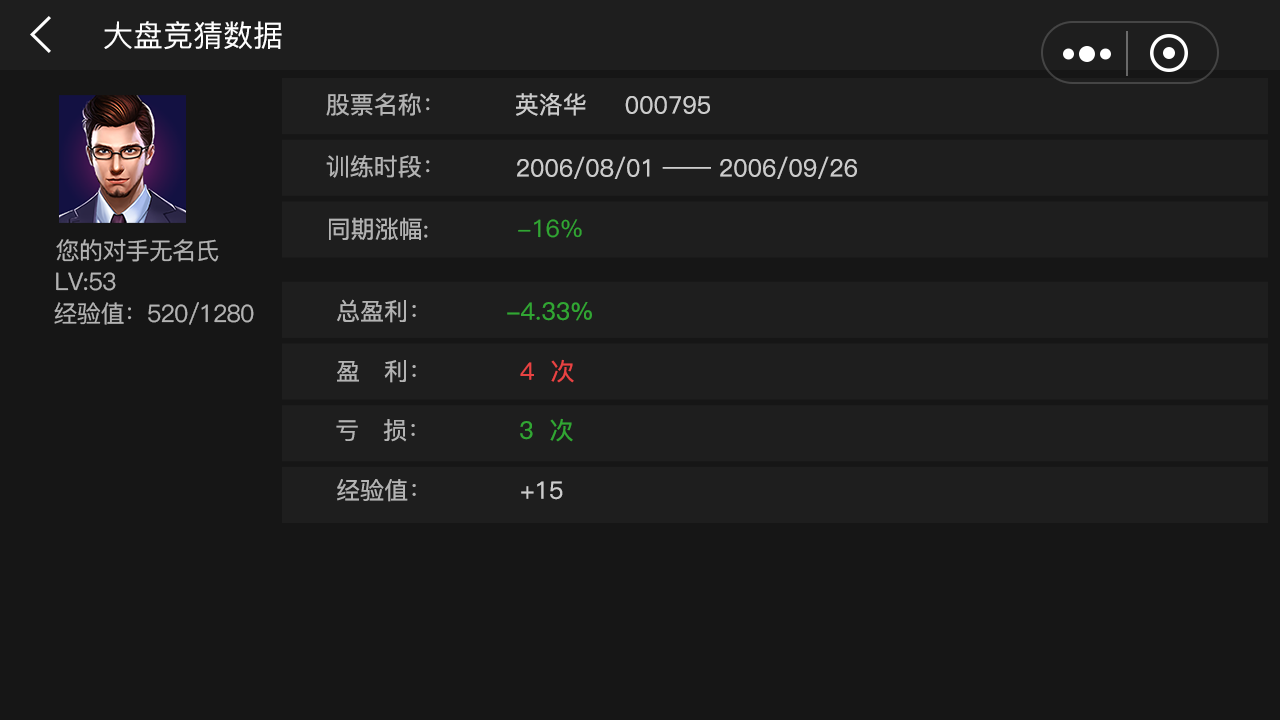 大盘竞猜数据
您的对手无名氏
LV:53
经验值：520/1280
股票名称： 英洛华 000795
训练时段： 2006/08/01 —— 2006/09/26
同期涨幅: -16%
总盈利： -4.33%
盈 利： 4 次
亏 损： 3 次
经验值： +15